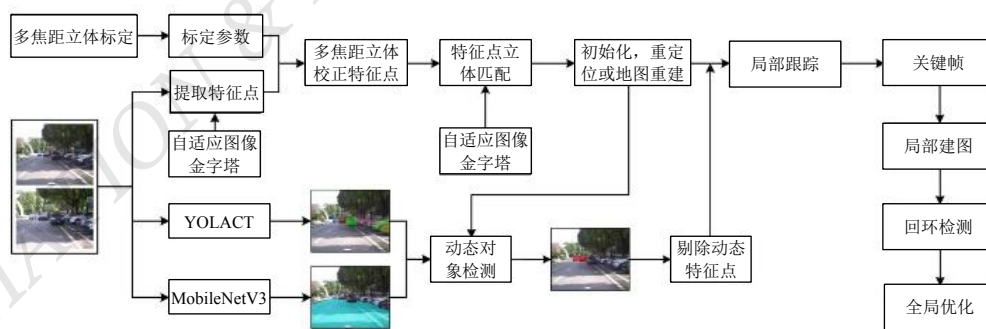 多焦距立体标定
标定参数
提取特征点
自适应图像
金字塔
多焦距立体
校正特征点
特征点立
体匹配
自适应图像
金字塔
初始化，重定
位或地图重建
局部跟踪
关键帧
局部建图
回环检测
全局优化
YOLACT
MobileNetV3
动态对
象检测
剔除动态
特征点